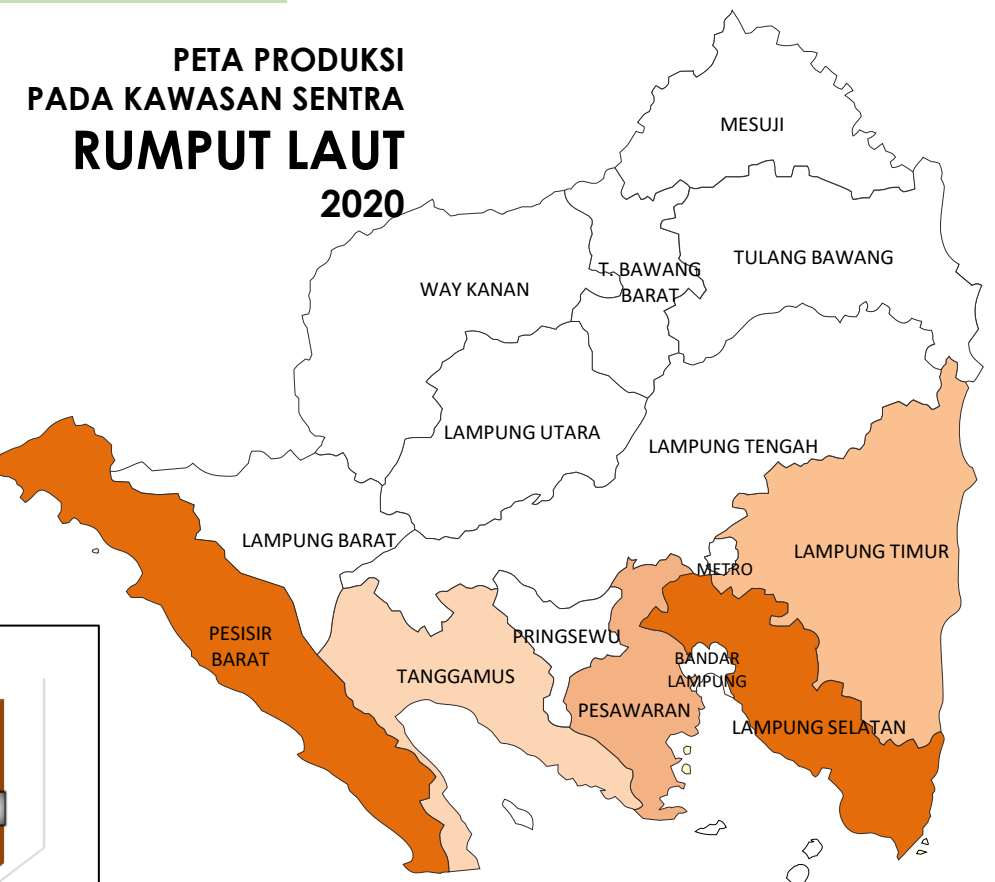 PETA PRODUKSI
PADA KAWASAN SENTRA
RUMPUT LAUT
2020
MESUJI
TULANG BAWANG
T. BAWANG
BARAT
WAY KANAN
LAMPUNG UTARA
LAMPUNG TENGAH
LAMPUNG BARAT
LAMPUNG TIMUR
METRO
PESISIR
BARAT
PRINGSEWU
TANGGAMUS
BANDAR
LAMPUNG
PESAWARAN
LAMPUNG SELATAN